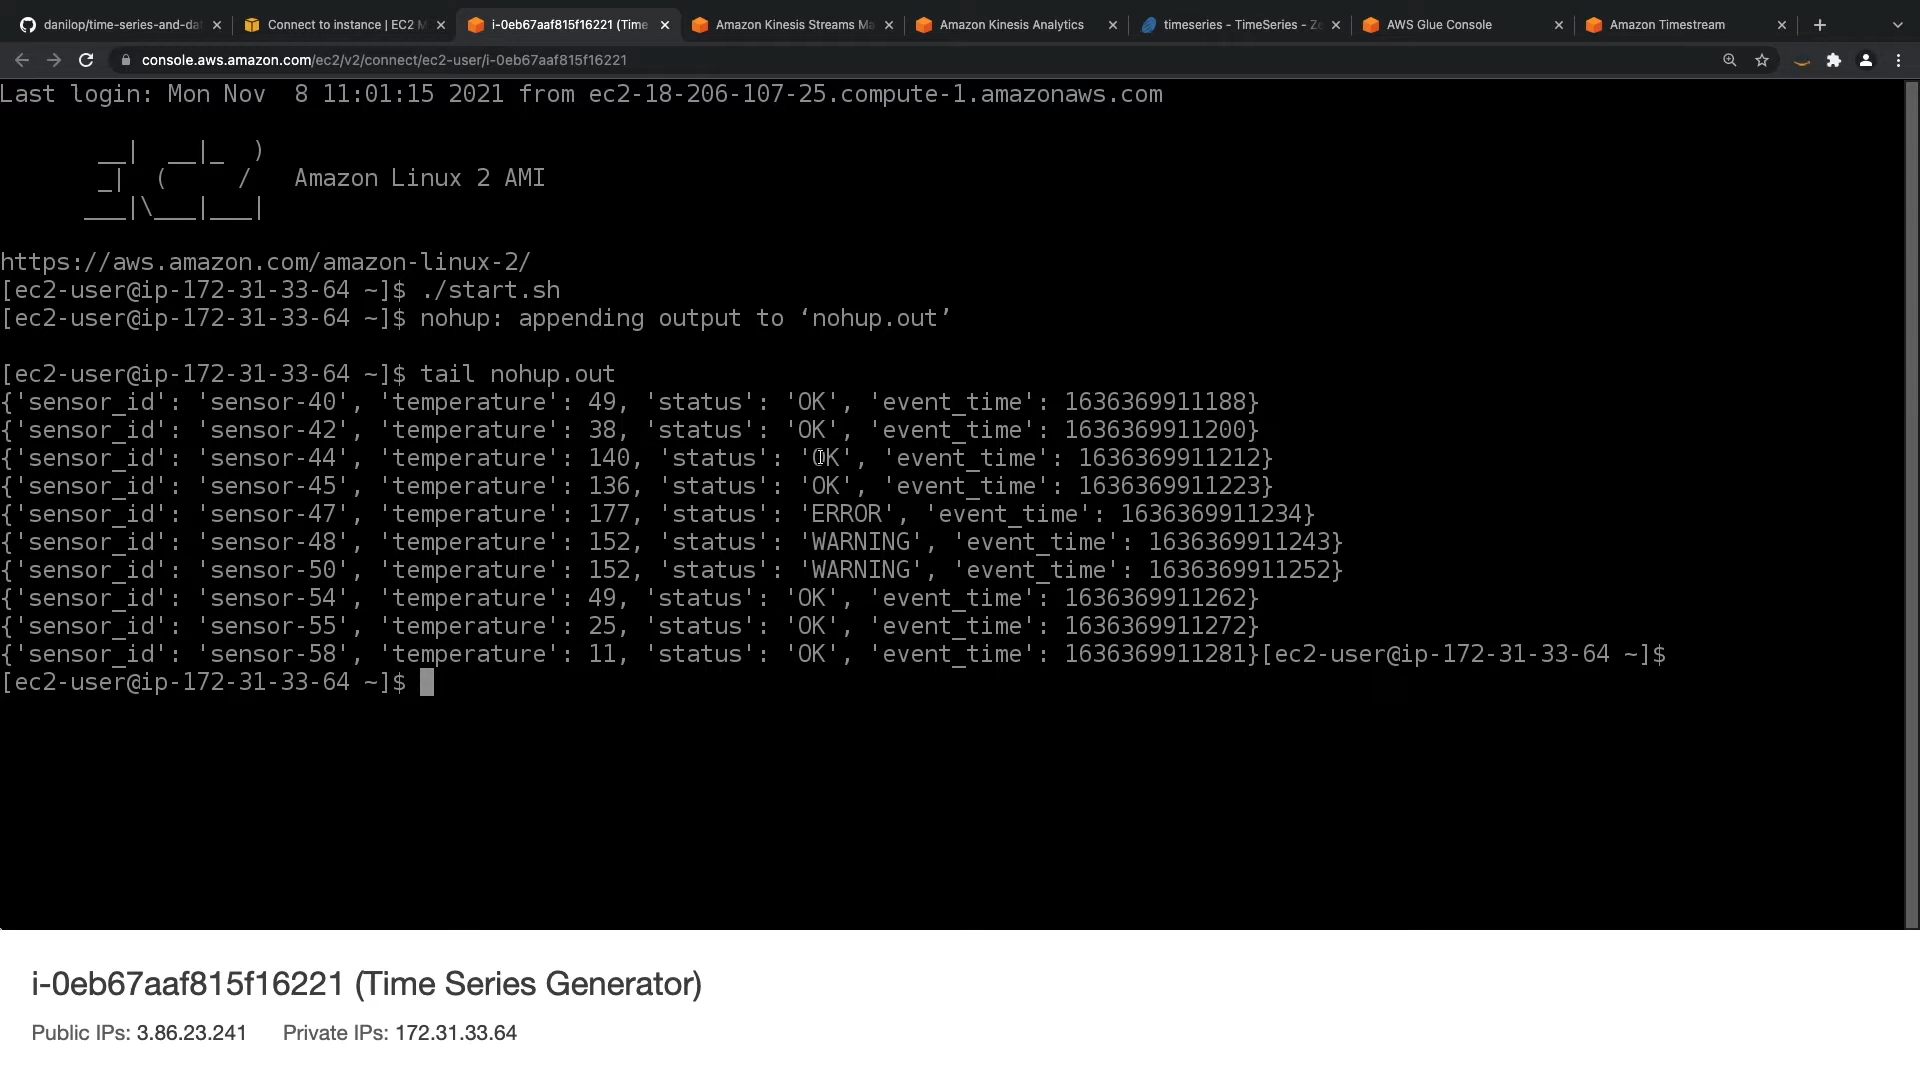 danilop/time-series-and-da
Connect to instance | EC2 M
i-0eb67aaf815f16221 (Time
Amazon Kinesis Streams Ma
Amazon Kinesis Analytics
timeseries - TimeSeries - Ze
AWS Glue Console
Amazon Timestream
console.aws.amazon.com/ec2/v2/connect/ec2-user/i-0eb67aaf815f16221
Last login: Mon Nov  8 11:01:15 2021 from ec2-18-206-107-25.compute-1.amazonaws.com
       __|  __|_  )
       _|  (     /   Amazon Linux 2 AMI
      ___|\___|___|
https://aws.amazon.com/amazon-linux-2/
[ec2-user@ip-172-31-33-64 ~]$ ./start.sh
[ec2-user@ip-172-31-33-64 ~]$ nohup: appending output to ‘nohup.out’
[ec2-user@ip-172-31-33-64 ~]$ tail nohup.out
{'sensor_id': 'sensor-40', 'temperature': 49, 'status': 'OK', 'event_time': 1636369911188}
{'sensor_id': 'sensor-42', 'temperature': 38, 'status': 'OK', 'event_time': 1636369911200}
{'sensor_id': 'sensor-44', 'temperature': 140, 'status': 'OK', 'event_time': 1636369911212}
{'sensor_id': 'sensor-45', 'temperature': 136, 'status': 'OK', 'event_time': 1636369911223}
{'sensor_id': 'sensor-47', 'temperature': 177, 'status': 'ERROR', 'event_time': 1636369911234}
{'sensor_id': 'sensor-48', 'temperature': 152, 'status': 'WARNING', 'event_time': 1636369911243}
{'sensor_id': 'sensor-50', 'temperature': 152, 'status': 'WARNING', 'event_time': 1636369911252}
{'sensor_id': 'sensor-54', 'temperature': 49, 'status': 'OK', 'event_time': 1636369911262}
{'sensor_id': 'sensor-55', 'temperature': 25, 'status': 'OK', 'event_time': 1636369911272}
{'sensor_id': 'sensor-58', 'temperature': 11, 'status': 'OK', 'event_time': 1636369911281}[ec2-user@ip-172-31-33-64 ~]$
[ec2-user@ip-172-31-33-64 ~]$
i-0eb67aaf815f16221 (Time Series Generator)
Public IPs: 3.86.23.241 Private IPs: 172.31.33.64